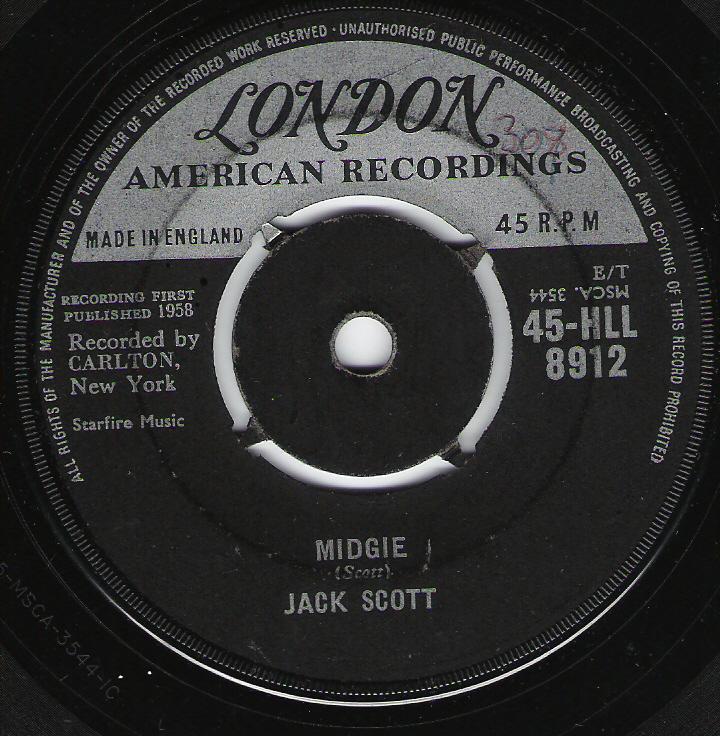 ALL RIGHTS OF THE MANUFACTURER AND OF THE OWNER OF THE RECORDED WORK RESERVED · UNAUTHORISED PUBLIC PERFORMANCE BROADCASTING AND COPYING OF THIS RECORD PROHIBITED
LONDON
308
AMERICAN RECORDINGS
MADE IN ENGLAND
45 R.P.M
RECORDING FIRST
PUBLISHED 1958
Recorded by
CARLTON,
New York
Starfire Music
E/T
MSCA. 3544
45-HLL
8912
MIDGIE
(Scott)
JACK SCOTT
5-MSCA-3544-1C